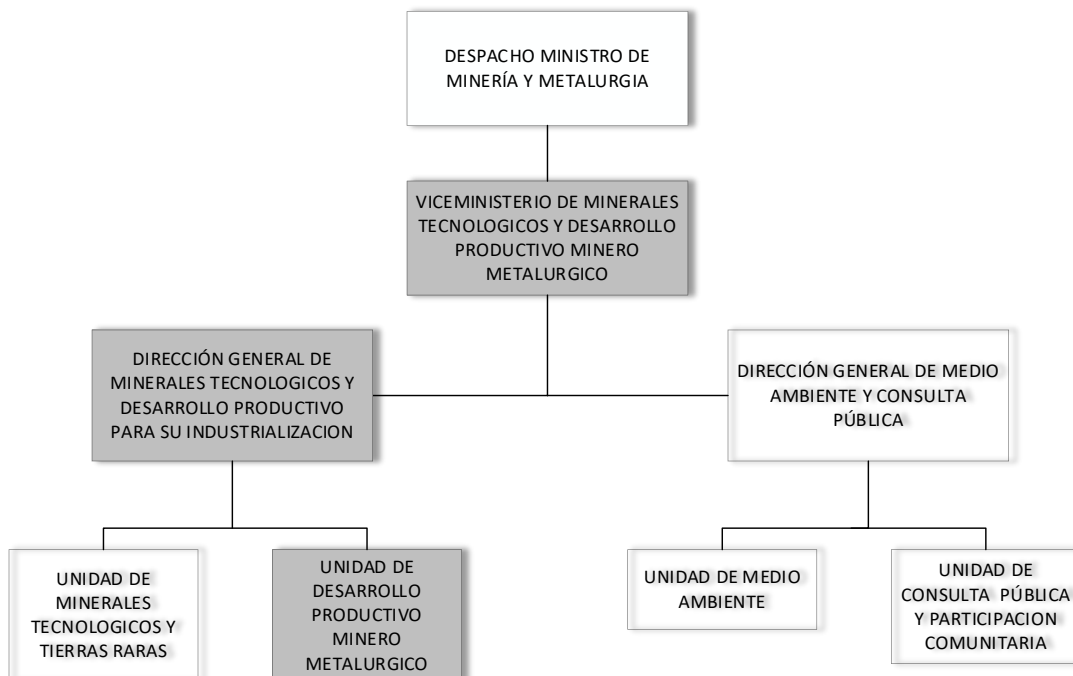 DESPACHO MINISTRO DE
MINERÍA Y METALURGIA
VICEMINISTERIO DE MINERALES
TECNOLOGICOS Y DESARROLLO
PRODUCTIVO MINERO
METALURGICO
DIRECCIÓN GENERAL DE
MINERALES TECNOLOGICOS Y
DESARROLLO PRODUCTIVO
PARA SU INDUSTRIALIZACION
DIRECCIÓN GENERAL DE MEDIO
AMBIENTE Y CONSULTA
PÚBLICA
UNIDAD DE
MINERALES
TECNOLOGICOS Y
TIERRAS RARAS
UNIDAD DE
DESARROLLO
PRODUCTIVO
MINERO
METALURGICO
UNIDAD DE MEDIO
AMBIENTE
UNIDAD DE
CONSULTA PÚBLICA
Y PARTICIPACION
COMUNITARIA